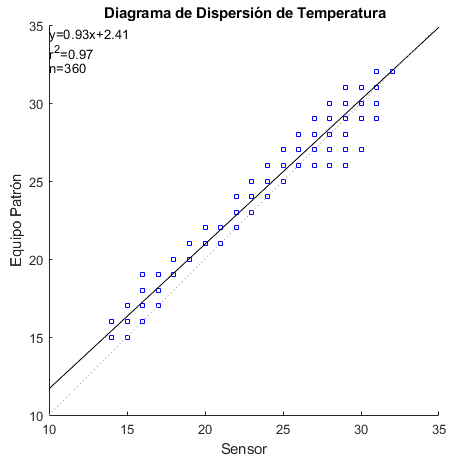 Diagrama de Dispersión de Temperatura
y=0.93x+2.41
r²=0.97
n=360
35
30
25
20
15
10
Equipo Patrón
10 15 20 25 30 35
Sensor